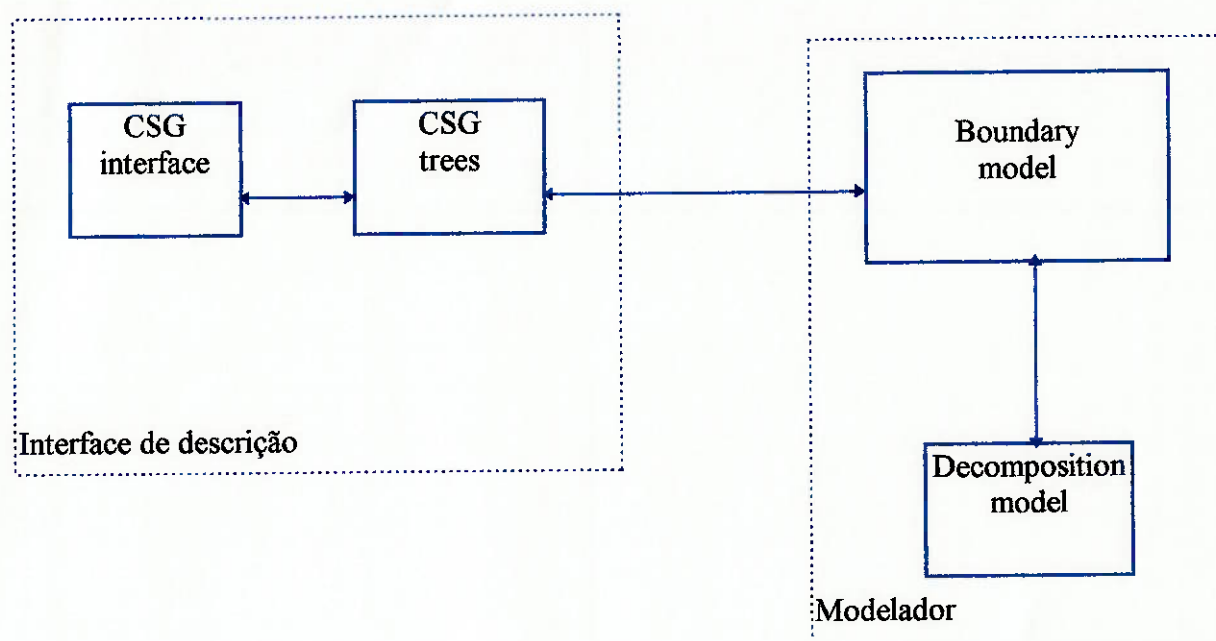 CSG
interface
CSG
trees
Boundary
model
Interface de descrição
Decomposition
model
Modelador